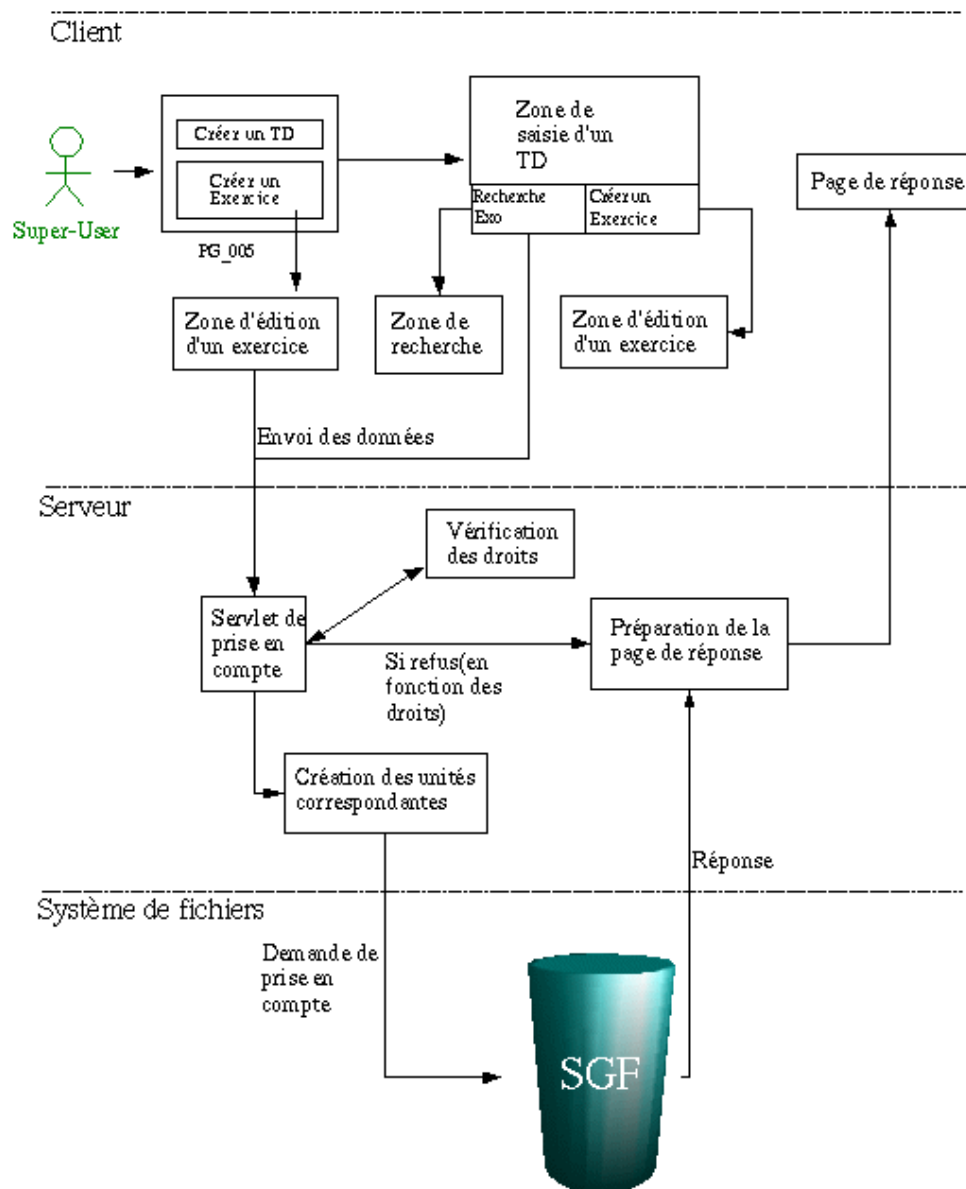 Client
Créer un TD
Créer un
Exercice
PG_005
Super-User
Zone de
saisie d'un
TD
Recherche
Exo
Créer un
Exercice
Page de réponse
Zone d'édition
d'un exercice
Zone de
recherche
Zone d'édition
d'un exercice
Envoi des données
Serveur
Vérification
des droits
Servlet de
prise en
compte
Si refus(en
fonction des
droits)
Préparation de la
page de réponse
Création des unités
correspondantes
Réponse
Système de fichiers
Demande de
prise en
compte
SGF